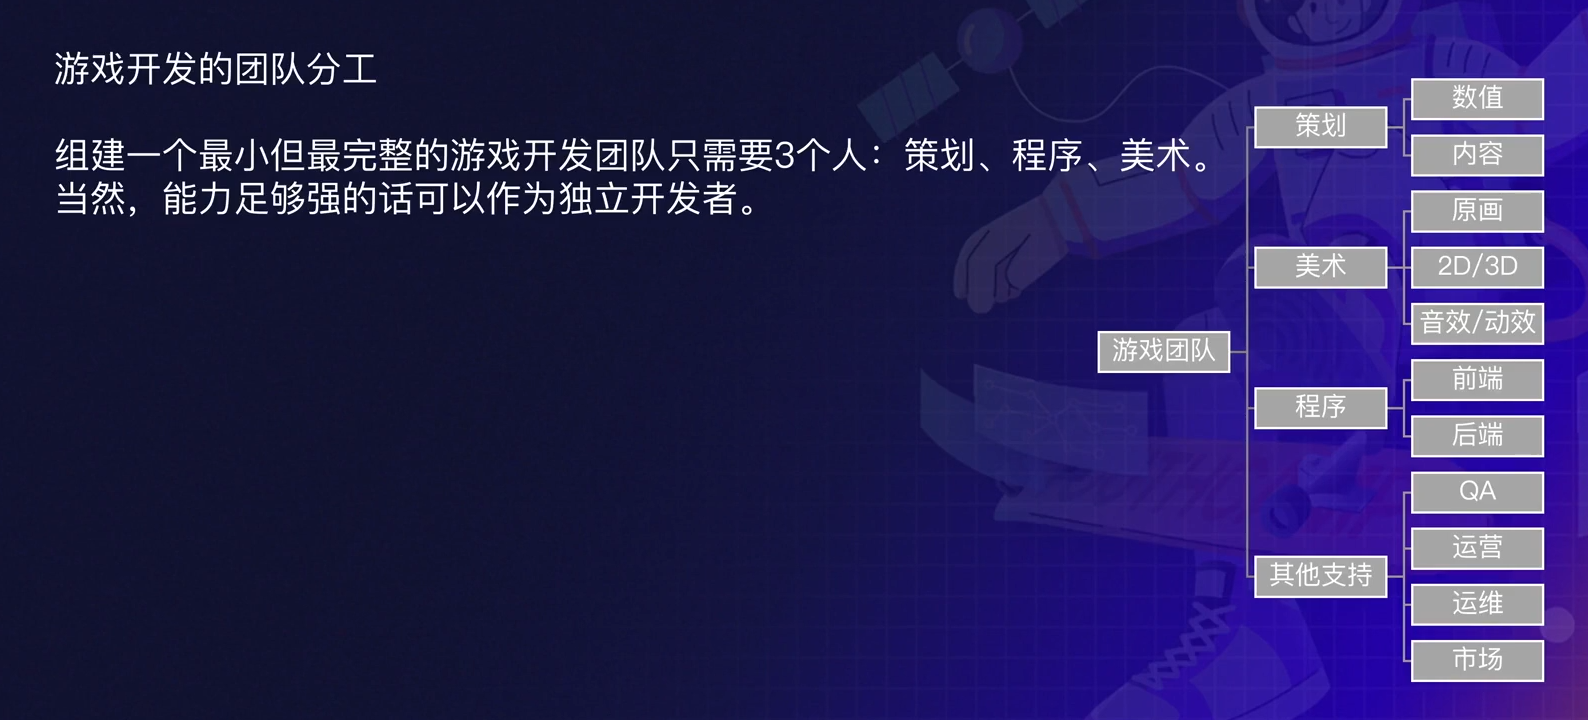 游戏开发的团队分工
组建一个最小但最完整的游戏开发团队只需要3个人：策划、程序、美术。
当然，能力足够强的话可以作为独立开发者。
游戏团队
策划
数值
内容
美术
原画
2D/3D
音效/动效
程序
前端
后端
其他支持
QA
运营
运维
市场